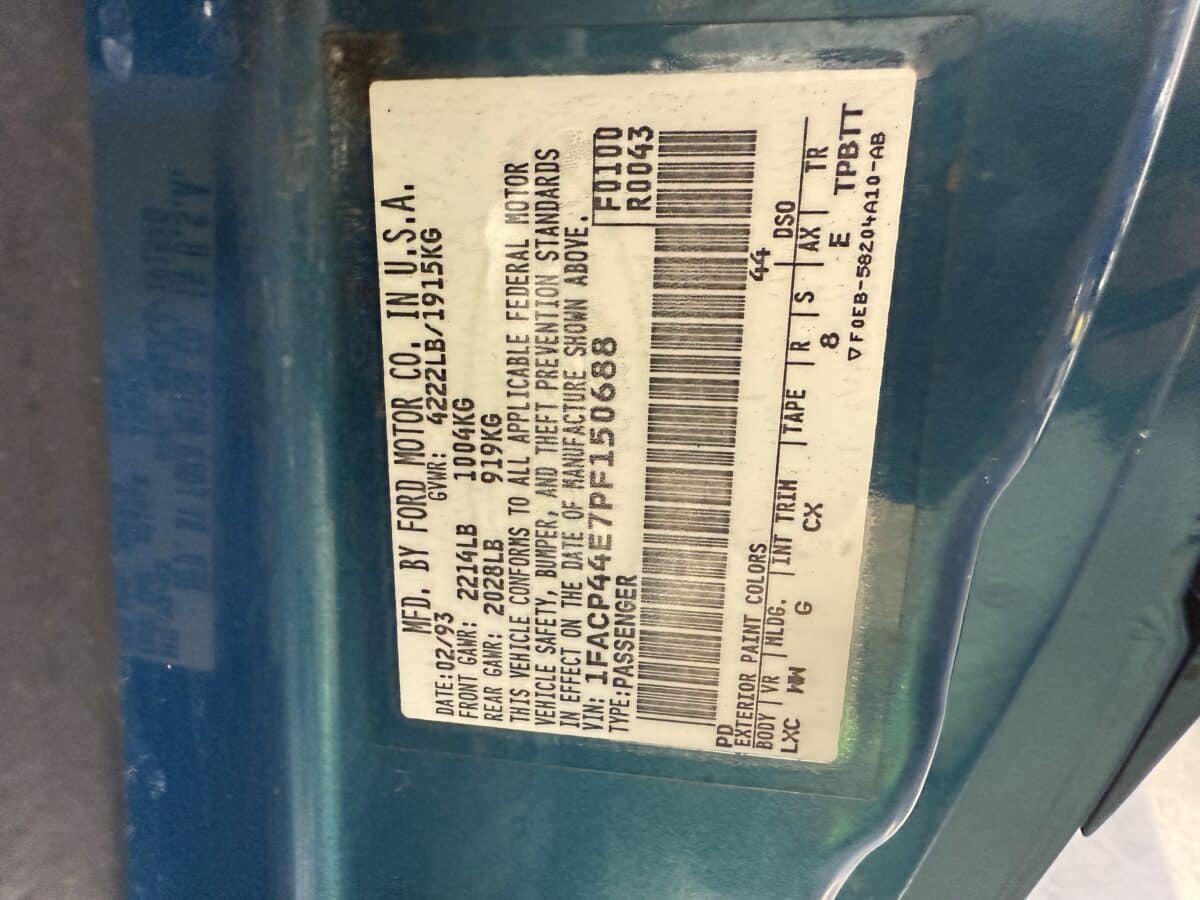 MFD. BY FORD MOTOR CO. IN U.S.A.
DATE: 02/93 GVWR: 4222LB/1915KG
FRONT GAWR: 2214LB 1004KG
REAR GAWR: 2028LB 919KG
THIS VEHICLE CONFORMS TO ALL APPLICABLE FEDERAL MOTOR
VEHICLE SAFETY, BUMPER, AND THEFT PREVENTION STANDARDS
IN EFFECT ON THE DATE OF MANUFACTURE SHOWN ABOVE.
VIN: 1FACP44E7PF150688 F0100
TYPE: PASSENGER R0043
PD 44
EXTERIOR PAINT COLORS DSO
BODY VR MLDG. INT TRIM TAPE R S AX TR
LXC WW G CX 8 E TPBTT
▽F0EB-58204A10-AB